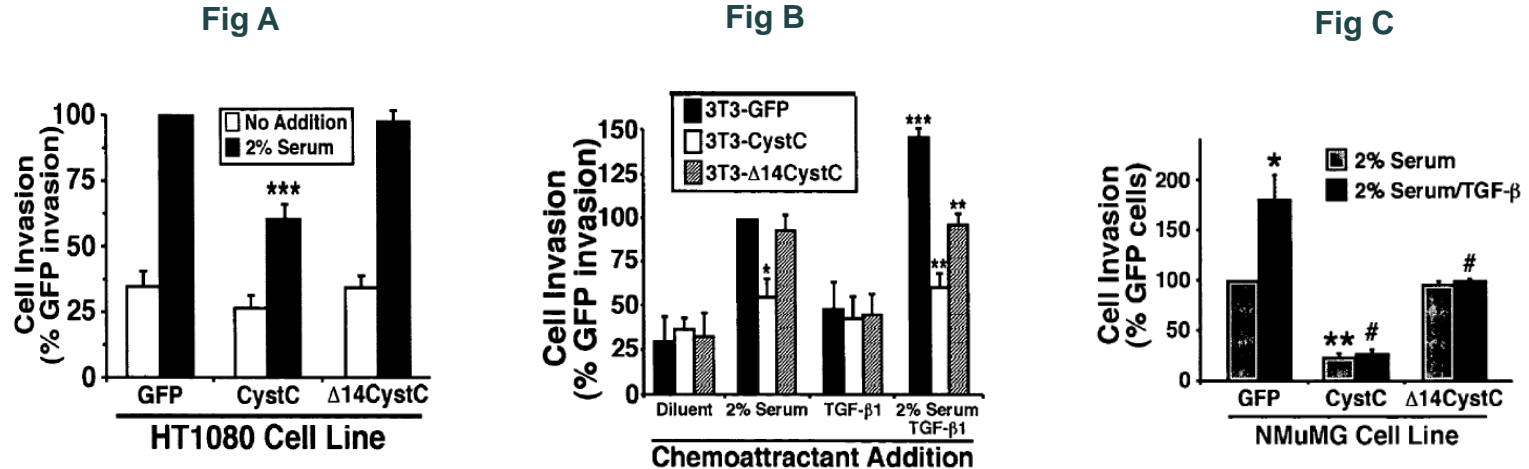 Fig A
Fig B
Fig C
Cell Invasion
(% GFP invasion)
100
75
50
25
0
No Addition
2% Serum
***
GFP
CystC
Δ14CystC
HT1080 Cell Line
Cell Invasion
(% GFP invasion)
150
125
100
75
50
25
0
3T3-GFP
3T3-CystC
3T3-Δ14CystC
*
***
**
**
Diluent
2% Serum
TGF-β1
2% Serum
TGF-β1
Chemoattractant Addition
Cell Invasion
(% GFP cells)
200
150
100
50
0
2% Serum
2% Serum/TGF-β
*
**
#
#
GFP
CystC
Δ14CystC
NMuMG Cell Line